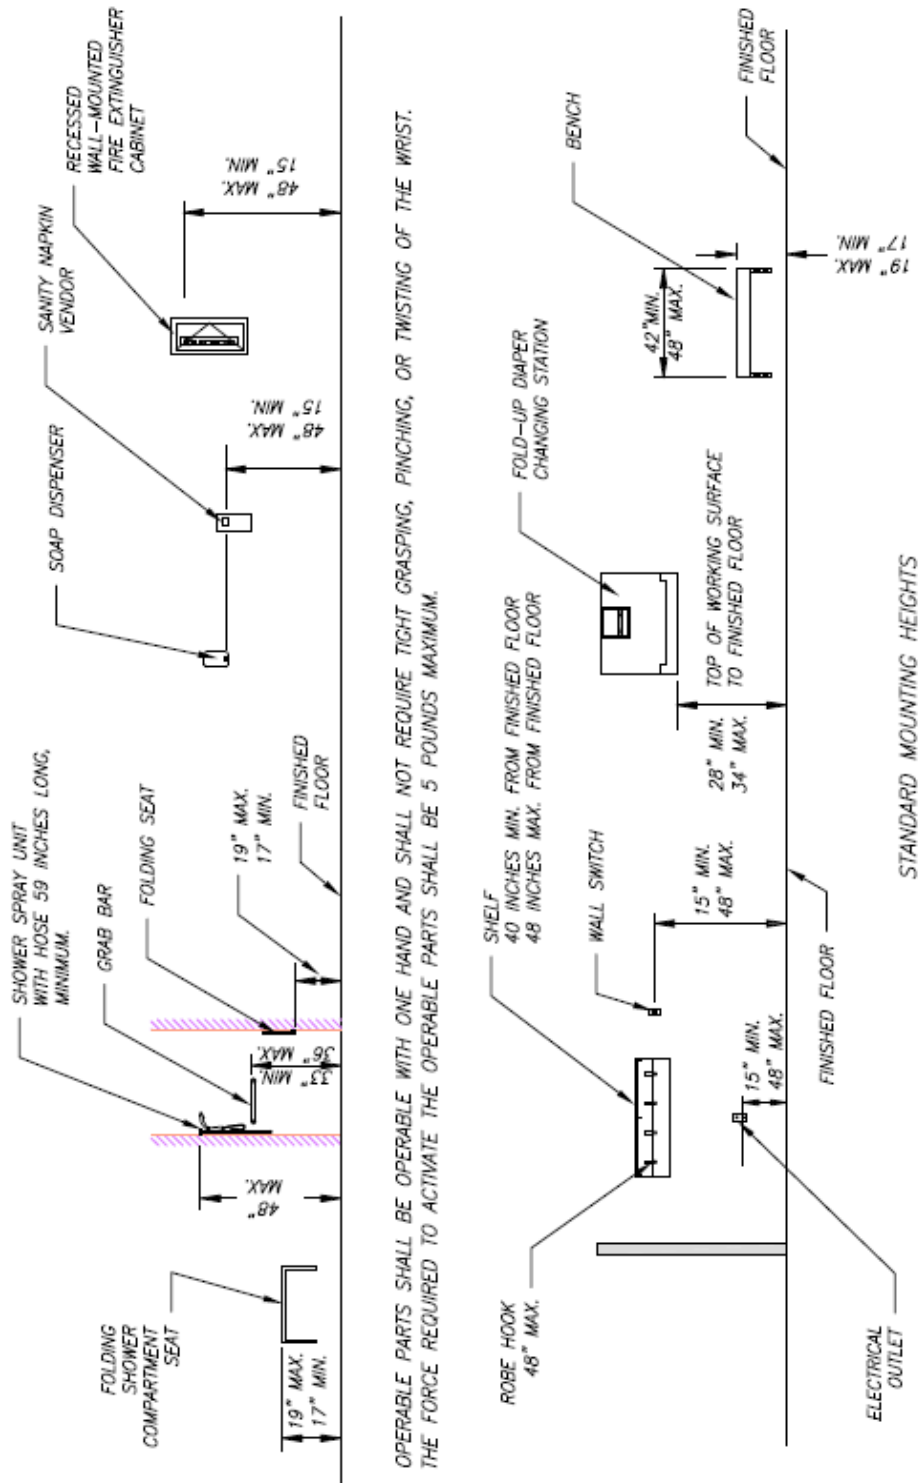 FOLDING
SHOWER
COMPARTMENT
SEAT
19" MAX.
17" MIN.
SHOWER SPRAY UNIT
WITH HOSE 59 INCHES LONG,
MINIMUM.
GRAB BAR
FOLDING SEAT
48"
MAX.
33" MIN.
36" MAX
19" MAX.
17" MIN.
FINISHED
FLOOR
SOAP DISPENSER
SANITY NAPKIN
VENDOR
48" MAX.
15" MIN.
RECESSED
WALL-MOUNTED
FIRE EXTINGUISHER
CABINET
48" MAX.
15" MIN.
OPERABLE PARTS SHALL BE OPERABLE WITH ONE HAND AND SHALL NOT REQUIRE TIGHT GRASPING, PINCHING, OR TWISTING OF THE WRIST.
THE FORCE REQUIRED TO ACTIVATE THE OPERABLE PARTS SHALL BE 5 POUNDS MAXIMUM.
ROBE HOOK
48" MAX.
SHELF
40 INCHES MIN. FROM FINISHED FLOOR
48 INCHES MAX. FROM FINISHED FLOOR
WALL SWITCH
15" MIN.
48" MAX.
15" MIN.
48" MAX.
ELECTRICAL
OUTLET
FINISHED FLOOR
FOLD-UP DIAPER
CHANGING STATION
28" MIN.
34" MAX.
TOP OF WORKING SURFACE
TO FINISHED FLOOR
42"MIN.
48" MAX.
BENCH
19" MAX.
17" MIN.
FINISHED
FLOOR
STANDARD MOUNTING HEIGHTS